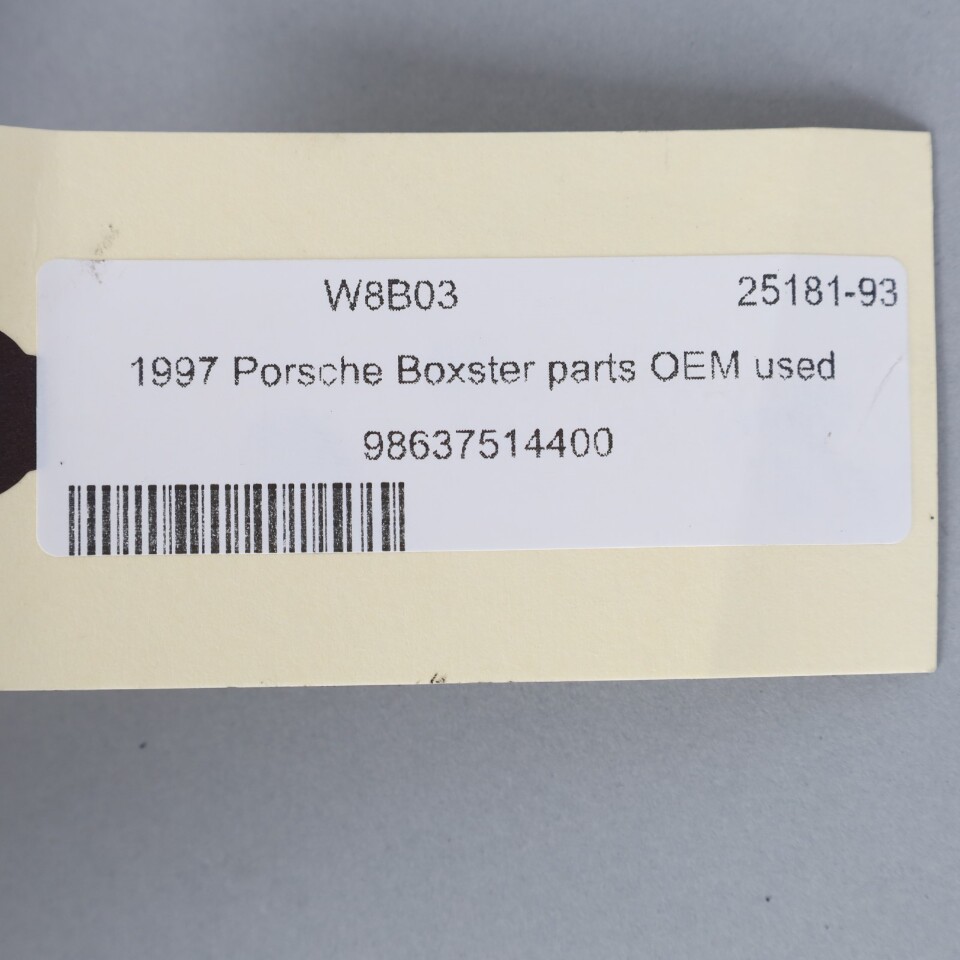 W8B03 25181-93
1997 Porsche Boxster parts OEM used
98637514400